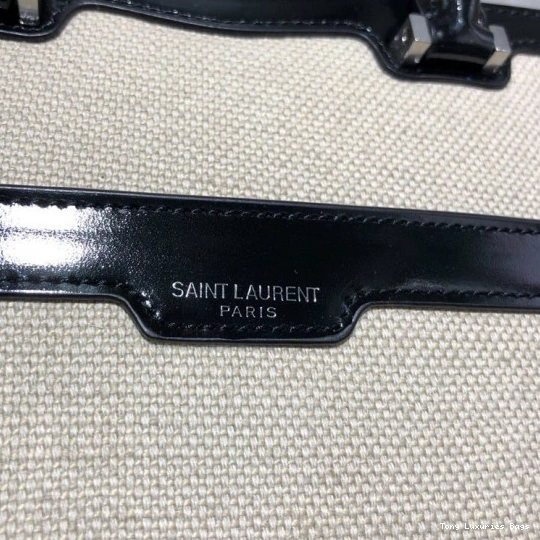 SAINT LAURENT
PARIS
Tony Luxuries Bags